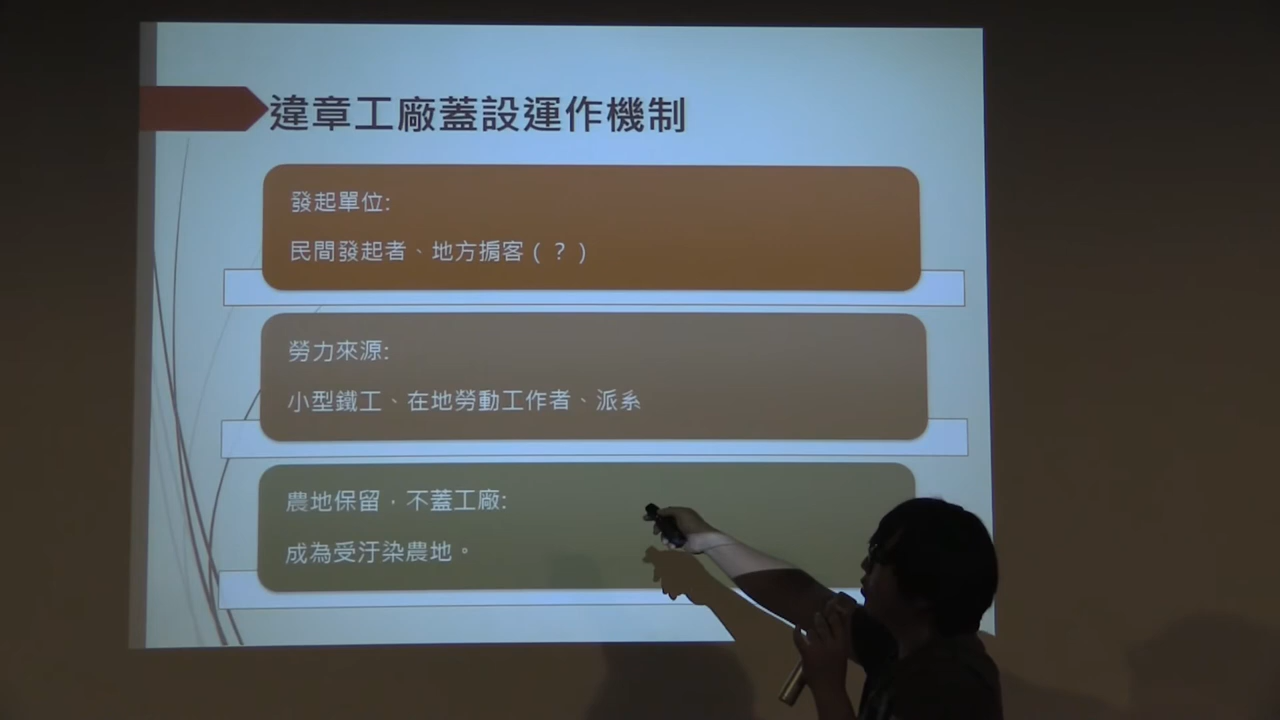 違章工廠蓋設運作機制
發起單位:
民間發起者、地方掮客(?)
勞力來源:
小型鐵工、在地勞動工作者、派系
農地保留，不蓋工廠:
成為受汙染農地。